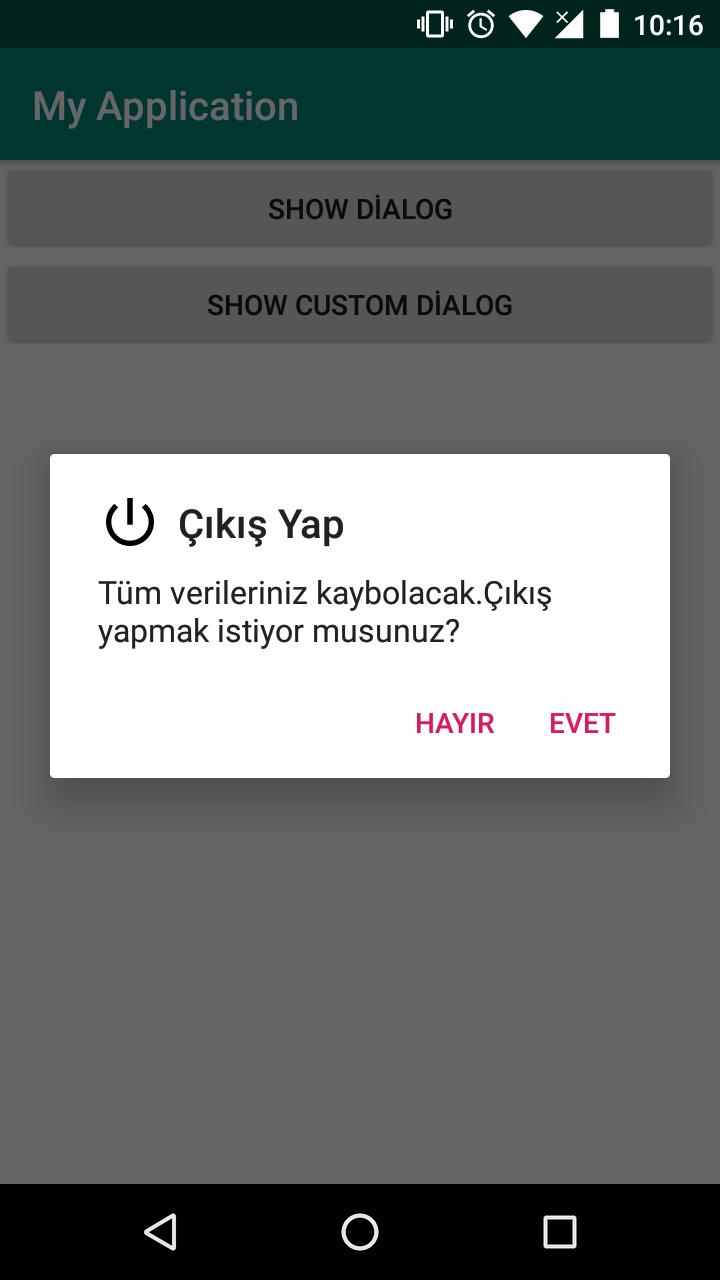 10:16
My Application
SHOW DİALOG
SHOW CUSTOM DİALOG
Çıkış Yap
Tüm verileriniz kaybolacak.Çıkış
yapmak istiyor musunuz?
HAYIR EVET